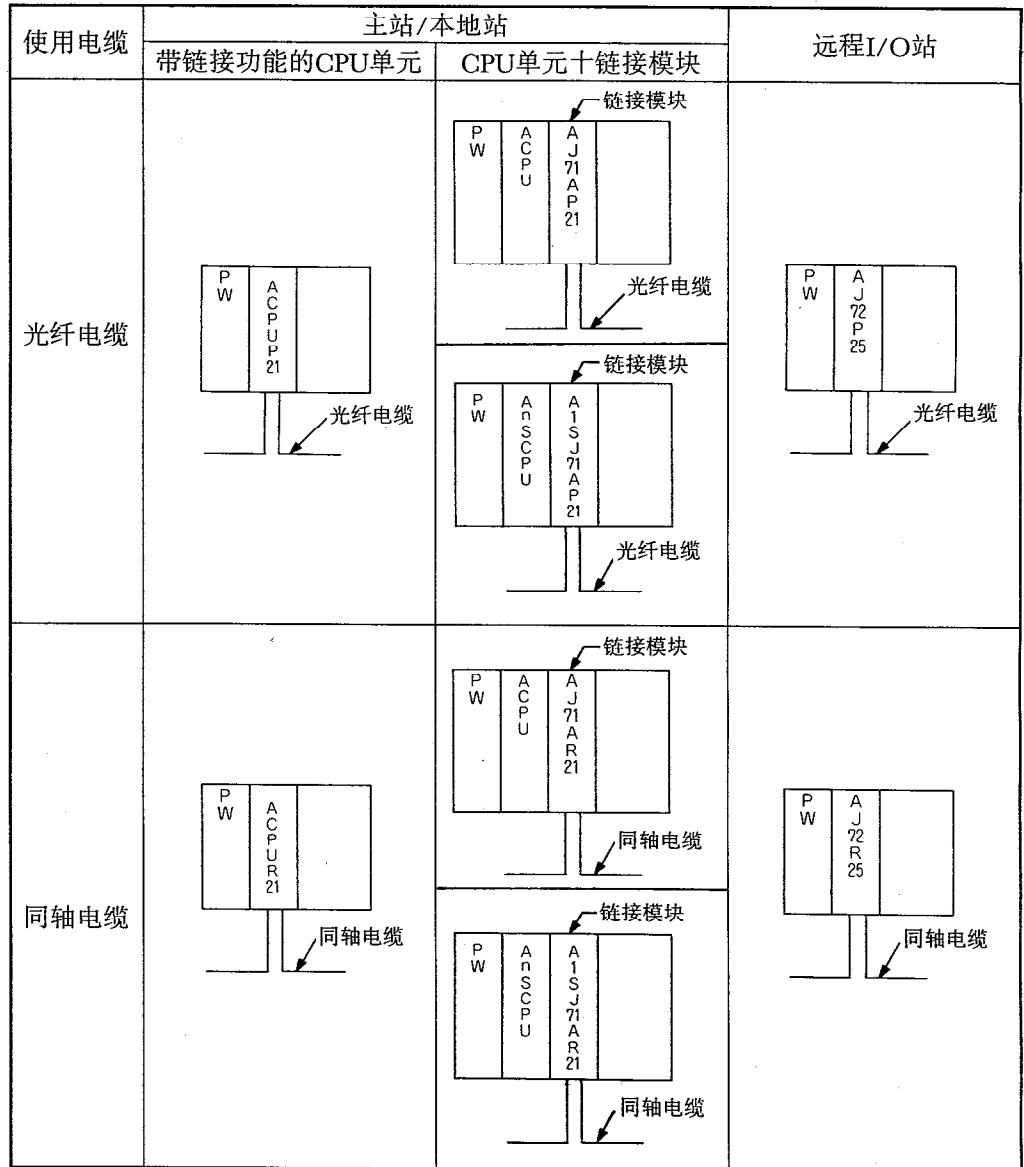 使用电缆
主站/本地站
远程I/O站
带链接功能的CPU单元
CPU单元十链接模块
光纤电缆
PW
ACPUP21
光纤电缆
链接模块
PW
ACPU
AJ71AP21
光纤电缆
链接模块
PW
AnSCPU
A1SJ71AP21
光纤电缆
PW
AJ72P25
光纤电缆
同轴电缆
PW
ACPUR21
同轴电缆
链接模块
PW
ACPU
AJ71AR21
同轴电缆
链接模块
PW
AnSCPU
A1SJ71AR21
同轴电缆
PW
AJ72R25
同轴电缆